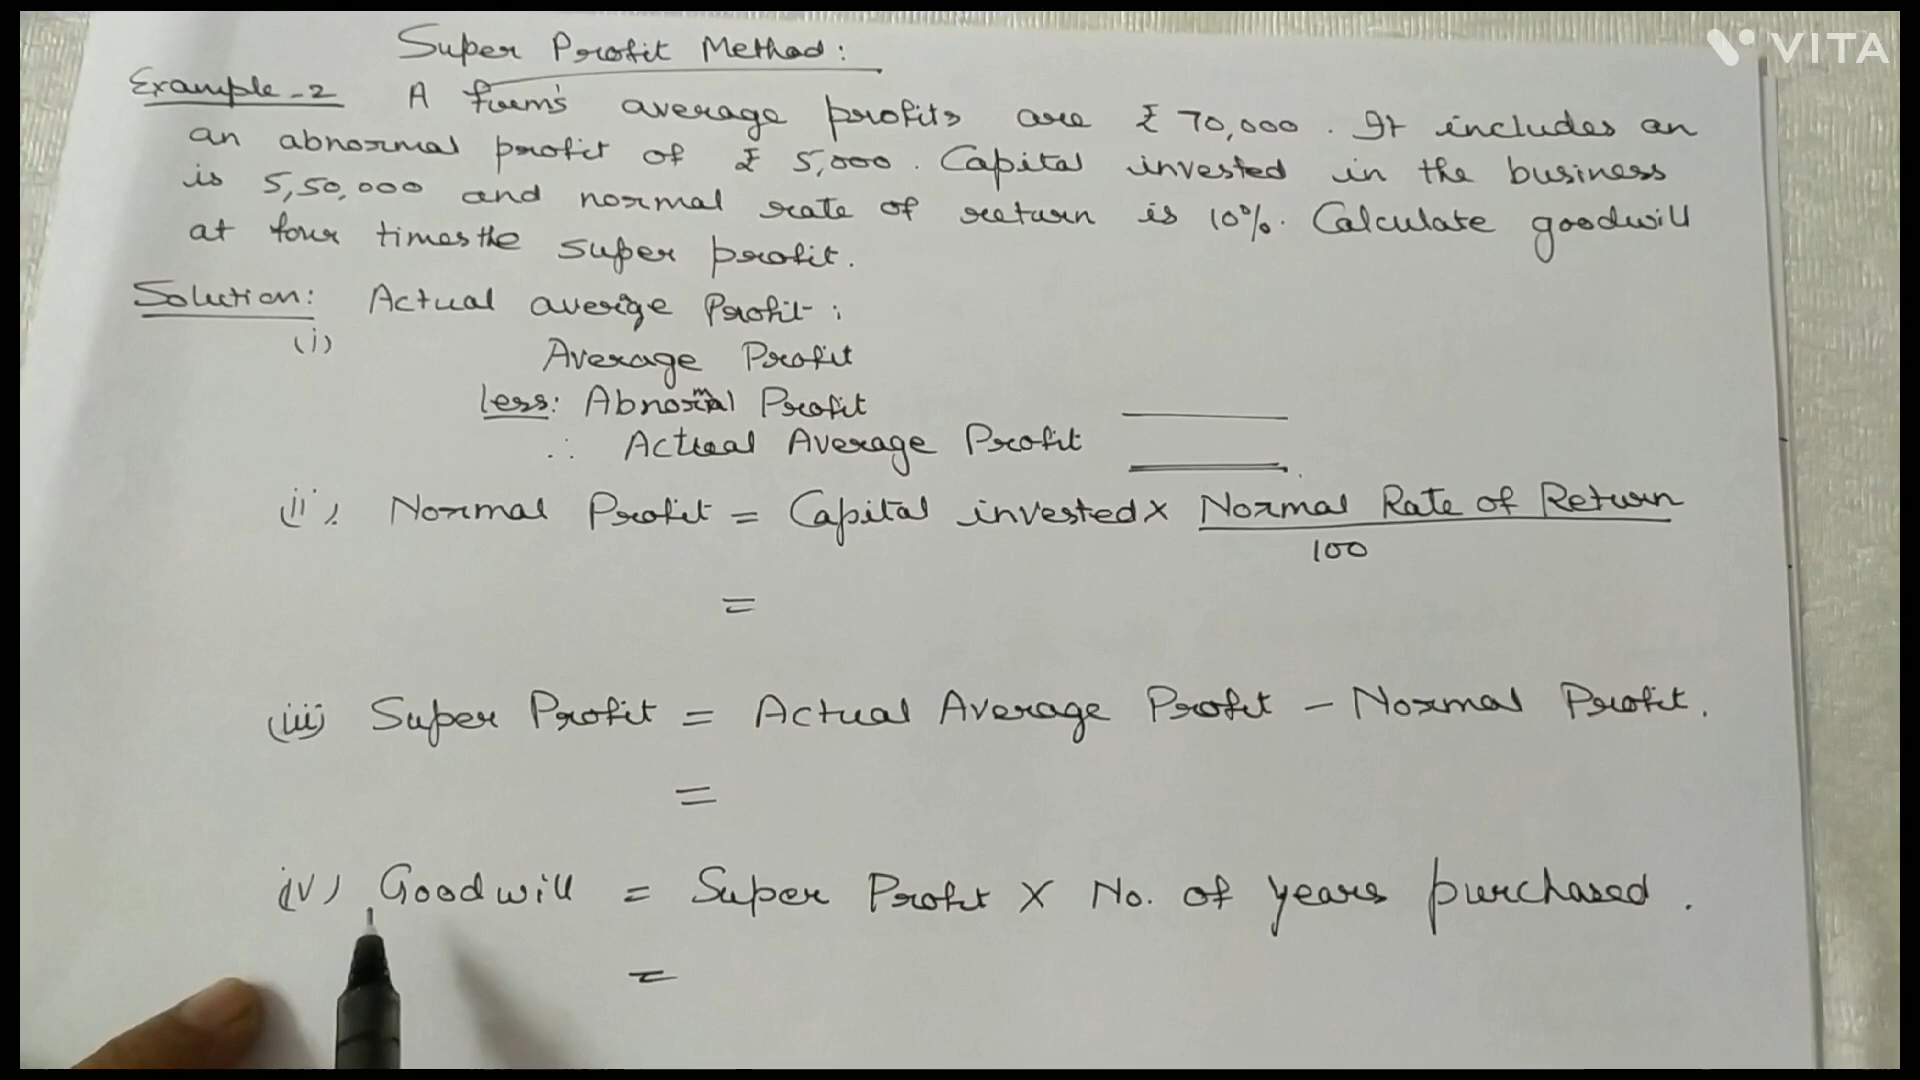 VITA
Super Profit Method:
Example-2 A firm's average profits are ₹ 70,000. It includes an
an abnormal profit of ₹ 5,000. Capital invested in the business
is 5,50,000 and normal rate of return is 10%. Calculate goodwill
at four times the super profit.
Solution: Actual average Profit:
(i)
Average Profit
Less: Abnormal Profit
∴ Actual Average Profit
(ii). Normal Profit = Capital invested × Normal Rate of Return
100
=
(iii) Super Profit = Actual Average Profit - Normal Profit.
=
(iv) Goodwill = Super Profit × No. of years purchased.
=